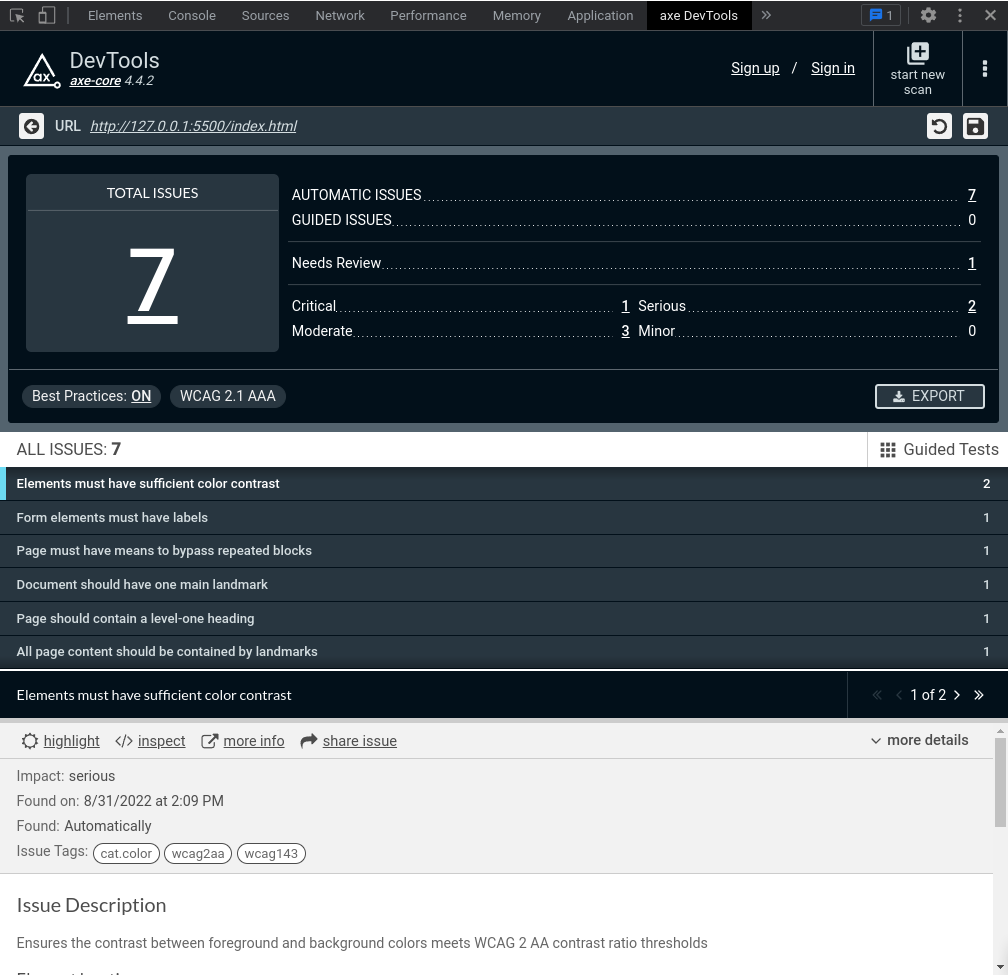 Elements Console Sources Network Performance Memory Application axe DevTools 1
ax DevTools
axe-core 4.4.2
Sign up / Sign in
start new
scan
URL http://127.0.0.1:5500/index.html
TOTAL ISSUES
7
AUTOMATIC ISSUES 7
GUIDED ISSUES 0
Needs Review 1
Critical 1 Serious 2
Moderate 3 Minor 0
Best Practices: ON WCAG 2.1 AAA EXPORT
ALL ISSUES: 7 Guided Tests
Elements must have sufficient color contrast 2
Form elements must have labels 1
Page must have means to bypass repeated blocks 1
Document should have one main landmark 1
Page should contain a level-one heading 1
All page content should be contained by landmarks 1
Elements must have sufficient color contrast 1 of 2
highlight </> inspect more info share issue more details
Impact: serious
Found on: 8/31/2022 at 2:09 PM
Found: Automatically
Issue Tags: cat.color wcag2aa wcag143
Issue Description
Ensures the contrast between foreground and background colors meets WCAG 2 AA contrast ratio thresholds